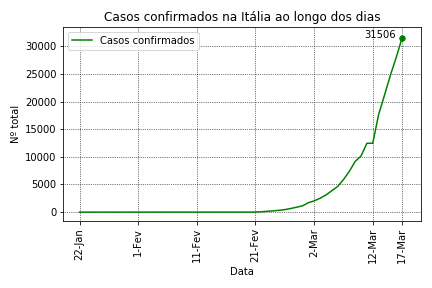 Casos confirmados na Itália ao longo dos dias
31506
Casos confirmados
30000
25000
20000
15000
10000
5000
0
Nº total
22-Jan
1-Fev
11-Fev
21-Fev
2-Mar
12-Mar
17-Mar
Data